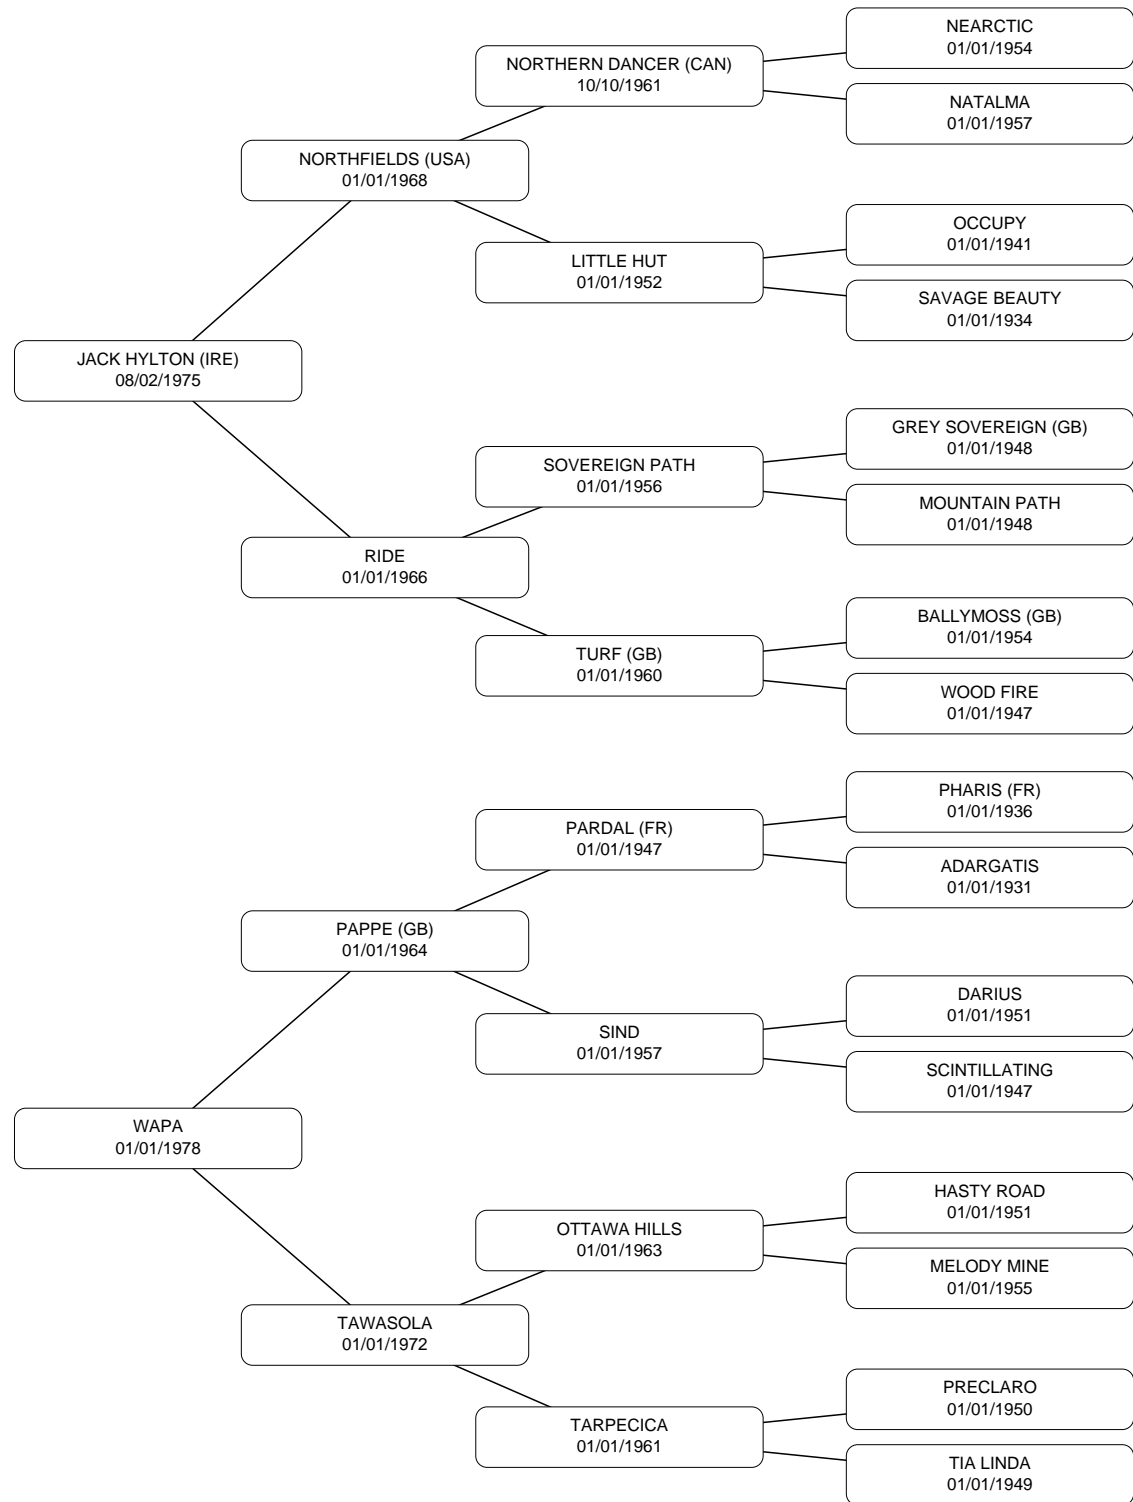 NEARCTIC
01/01/1954
NORTHERN DANCER (CAN)
10/10/1961
NATALMA
01/01/1957
NORTHFIELDS (USA)
01/01/1968
OCCUPY
01/01/1941
LITTLE HUT
01/01/1952
SAVAGE BEAUTY
01/01/1934
JACK HYLTON (IRE)
08/02/1975
GREY SOVEREIGN (GB)
01/01/1948
SOVEREIGN PATH
01/01/1956
MOUNTAIN PATH
01/01/1948
RIDE
01/01/1966
BALLYMOSS (GB)
01/01/1954
TURF (GB)
01/01/1960
WOOD FIRE
01/01/1947
PHARIS (FR)
01/01/1936
PARDAL (FR)
01/01/1947
ADARGATIS
01/01/1931
PAPPE (GB)
01/01/1964
DARIUS
01/01/1951
SIND
01/01/1957
SCINTILLATING
01/01/1947
WAPA
01/01/1978
HASTY ROAD
01/01/1951
OTTAWA HILLS
01/01/1963
MELODY MINE
01/01/1955
TAWASOLA
01/01/1972
PRECLARO
01/01/1950
TARPECICA
01/01/1961
TIA LINDA
01/01/1949